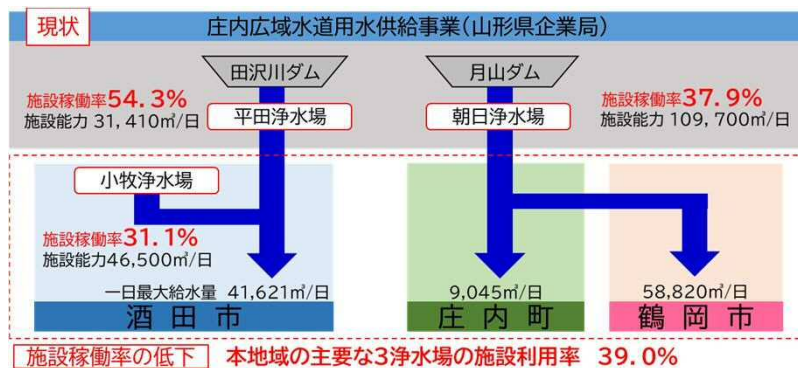 現状
庄内広域水道用水供給事業(山形県企業局)
田沢川ダム
月山ダム
施設稼働率54.3%
施設能力 31,410㎥/日
平田浄水場
朝日浄水場
施設稼働率37.9%
施設能力 109,700㎥/日
小牧浄水場
施設稼働率31.1%
施設能力46,500㎥/日
一日最大給水量 41,621㎥/日
9,045㎥/日
58,820㎥/日
酒田市
庄内町
鶴岡市
施設稼働率の低下 本地域の主要な3浄水場の施設利用率 39.0%